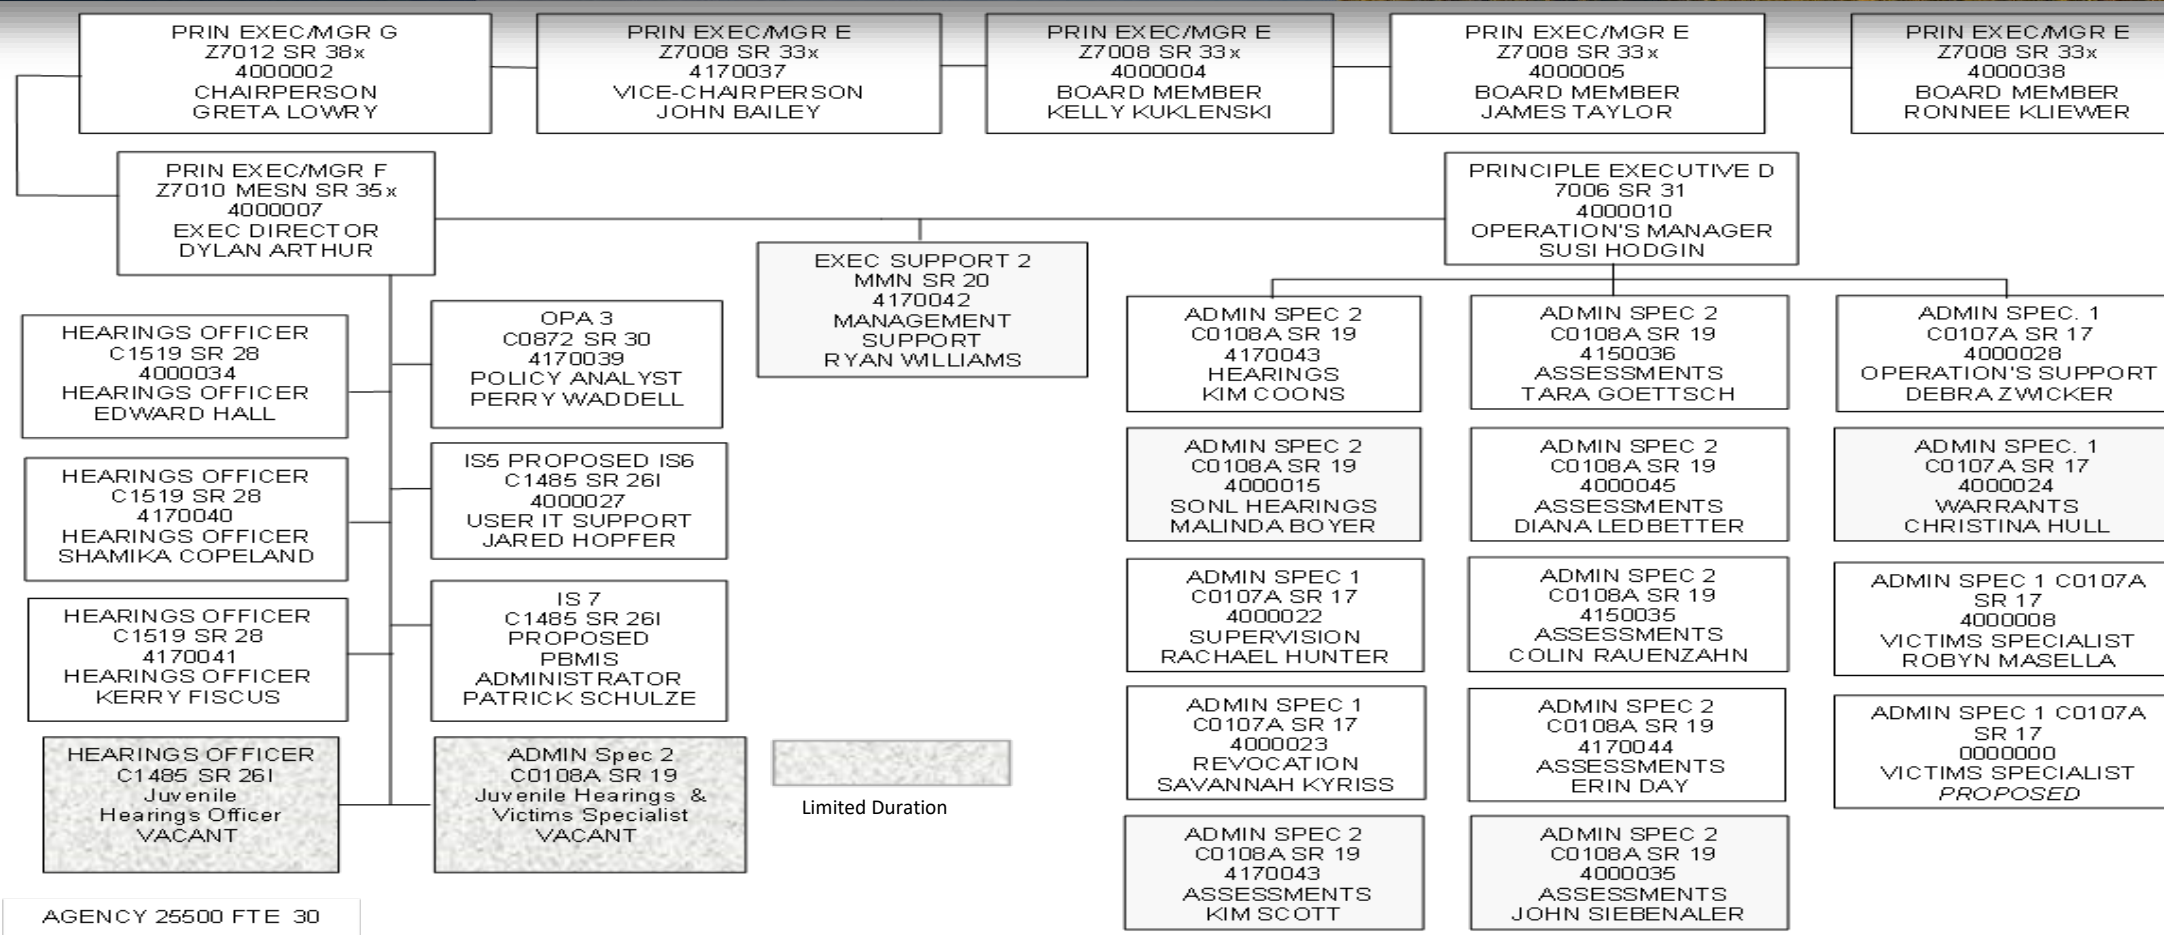 PRIN EXEC/MGR G
Z7012 SR 38x
4000002
CHAIRPERSON
GRETA LOWRY
PRIN EXEC/MGR E
Z7008 SR 33x
4170037
VICE-CHAIRPERSON
JOHN BAILEY
PRIN EXEC/MGR E
Z7008 SR 33x
4000004
BOARD MEMBER
KELLY KUKLENSKI
PRIN EXEC/MGR E
Z7008 SR 33x
4000005
BOARD MEMBER
JAMES TAYLOR
PRIN EXEC/MGR E
Z7008 SR 33x
4000038
BOARD MEMBER
RONNEE KLIEWER
PRIN EXEC/MGR F
Z7010 MESN SR 35x
4000007
EXEC DIRECTOR
DYLAN ARTHUR
PRINCIPLE EXECUTIVE D
7006 SR 31
4000010
OPERATION'S MANAGER
SUSI HODGIN
EXEC SUPPORT 2
MMN SR 20
4170042
MANAGEMENT
SUPPORT
RYAN WILLIAMS
HEARINGS OFFICER
C1519 SR 28
4000034
HEARINGS OFFICER
EDWARD HALL
OPA 3
C0872 SR 30
4170039
POLICY ANALYST
PERRY WADDELL
HEARINGS OFFICER
C1519 SR 28
4170040
HEARINGS OFFICER
SHAMIKA COPELAND
IS5 PROPOSED IS6
C1485 SR 26I
4000027
USER IT SUPPORT
JARED HOPFER
HEARINGS OFFICER
C1519 SR 28
4170041
HEARINGS OFFICER
KERRY FISCUS
IS 7
C1485 SR 26I
PROPOSED
PBMIS
ADMINISTRATOR
PATRICK SCHULZE
HEARINGS OFFICER
C1485 SR 26I
Juvenile
Hearings Officer
VACANT
ADMIN Spec 2
C0108A SR 19
Juvenile Hearings &
Victims Specialist
VACANT
Limited Duration
ADMIN SPEC 2
C0108A SR 19
4170043
HEARINGS
KIM COONS
ADMIN SPEC 2
C0108A SR 19
4150036
ASSESSMENTS
TARA GOETTSCH
ADMIN SPEC. 1
C0107A SR 17
4000028
OPERATION'S SUPPORT
DEBRA ZWICKER
ADMIN SPEC 2
C0108A SR 19
4000015
SONL HEARINGS
MALINDA BOYER
ADMIN SPEC 2
C0108A SR 19
4000045
ASSESSMENTS
DIANA LEDBETTER
ADMIN SPEC. 1
C0107A SR 17
4000024
WARRANTS
CHRISTINA HULL
ADMIN SPEC 1
C0107A SR 17
4000022
SUPERVISION
RACHAEL HUNTER
ADMIN SPEC 2
C0108A SR 19
4150035
ASSESSMENTS
COLIN RAUENZAHN
ADMIN SPEC 1 C0107A
SR 17
4000008
VICTIMS SPECIALIST
ROBYN MASELLA
ADMIN SPEC 1
C0107A SR 17
4000023
REVOCATION
SAVANNAH KYRISS
ADMIN SPEC 2
C0108A SR 19
4170044
ASSESSMENTS
ERIN DAY
ADMIN SPEC 1 C0107A
SR 17
0000000
VICTIMS SPECIALIST
PROPOSED
ADMIN SPEC 2
C0108A SR 19
4170043
ASSESSMENTS
KIM SCOTT
ADMIN SPEC 2
C0108A SR 19
4000035
ASSESSMENTS
JOHN SIEBENALER
AGENCY 25500 FTE 30